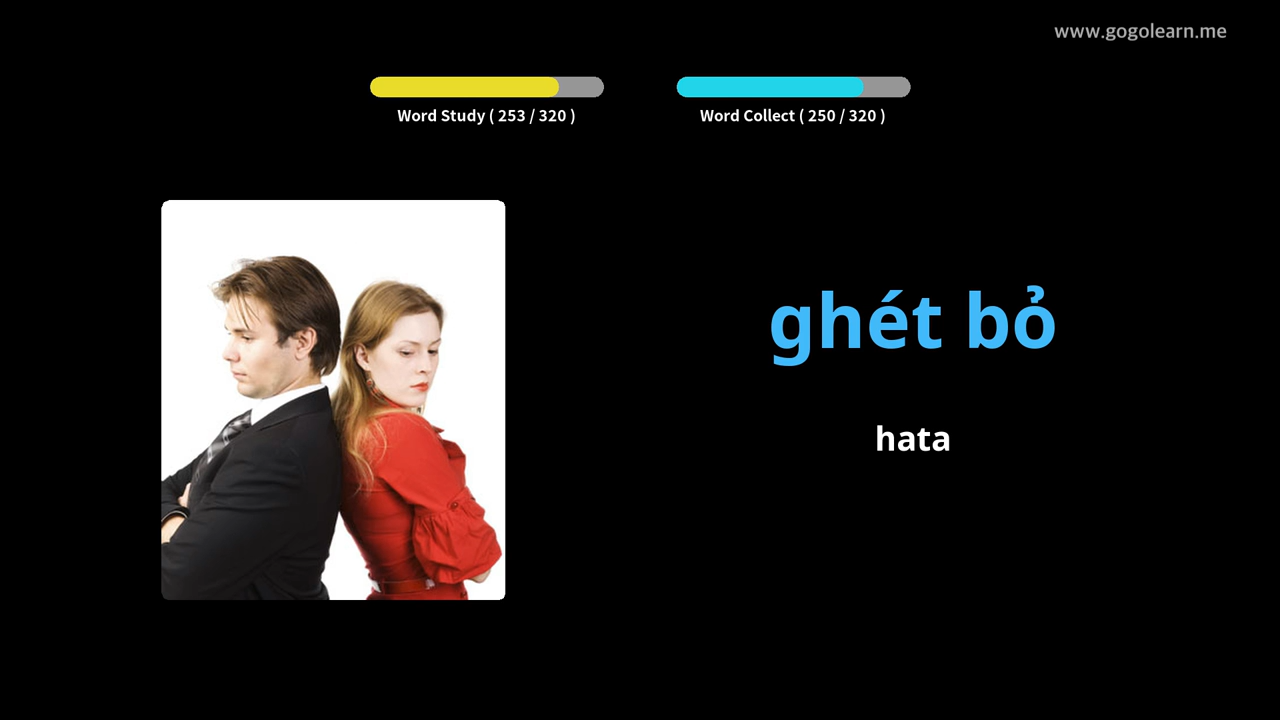 www.gogolearn.me
Word Study ( 253 / 320 )
Word Collect ( 250 / 320 )
ghét bỏ
hata